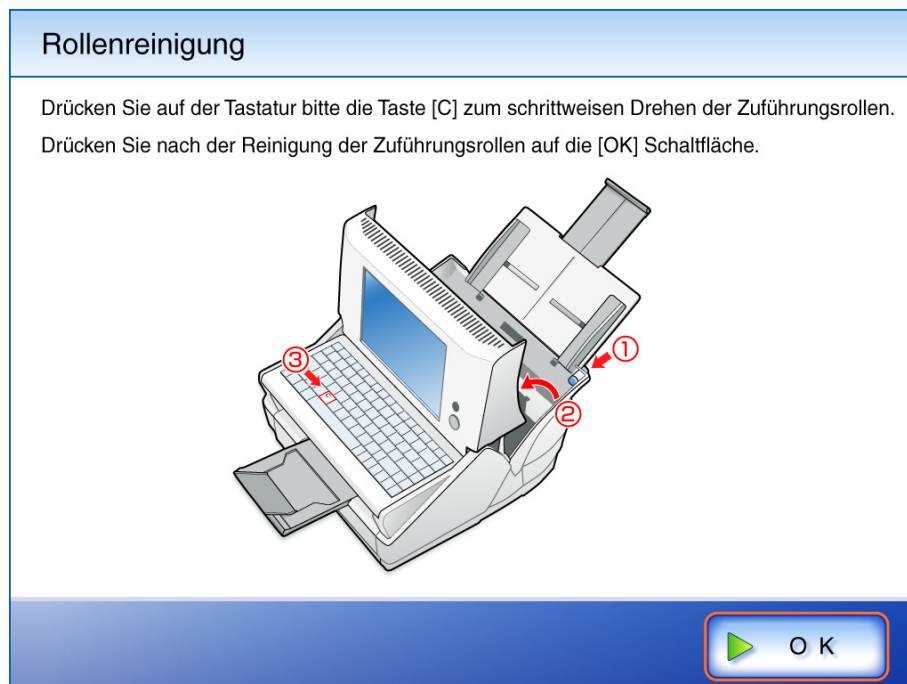 Rollenreinigung
Drücken Sie auf der Tastatur bitte die Taste [C] zum schrittweisen Drehen der Zuführungsrollen.
Drücken Sie nach der Reinigung der Zuführungsrollen auf die [OK] Schaltfläche.
①
③
C
②
O K